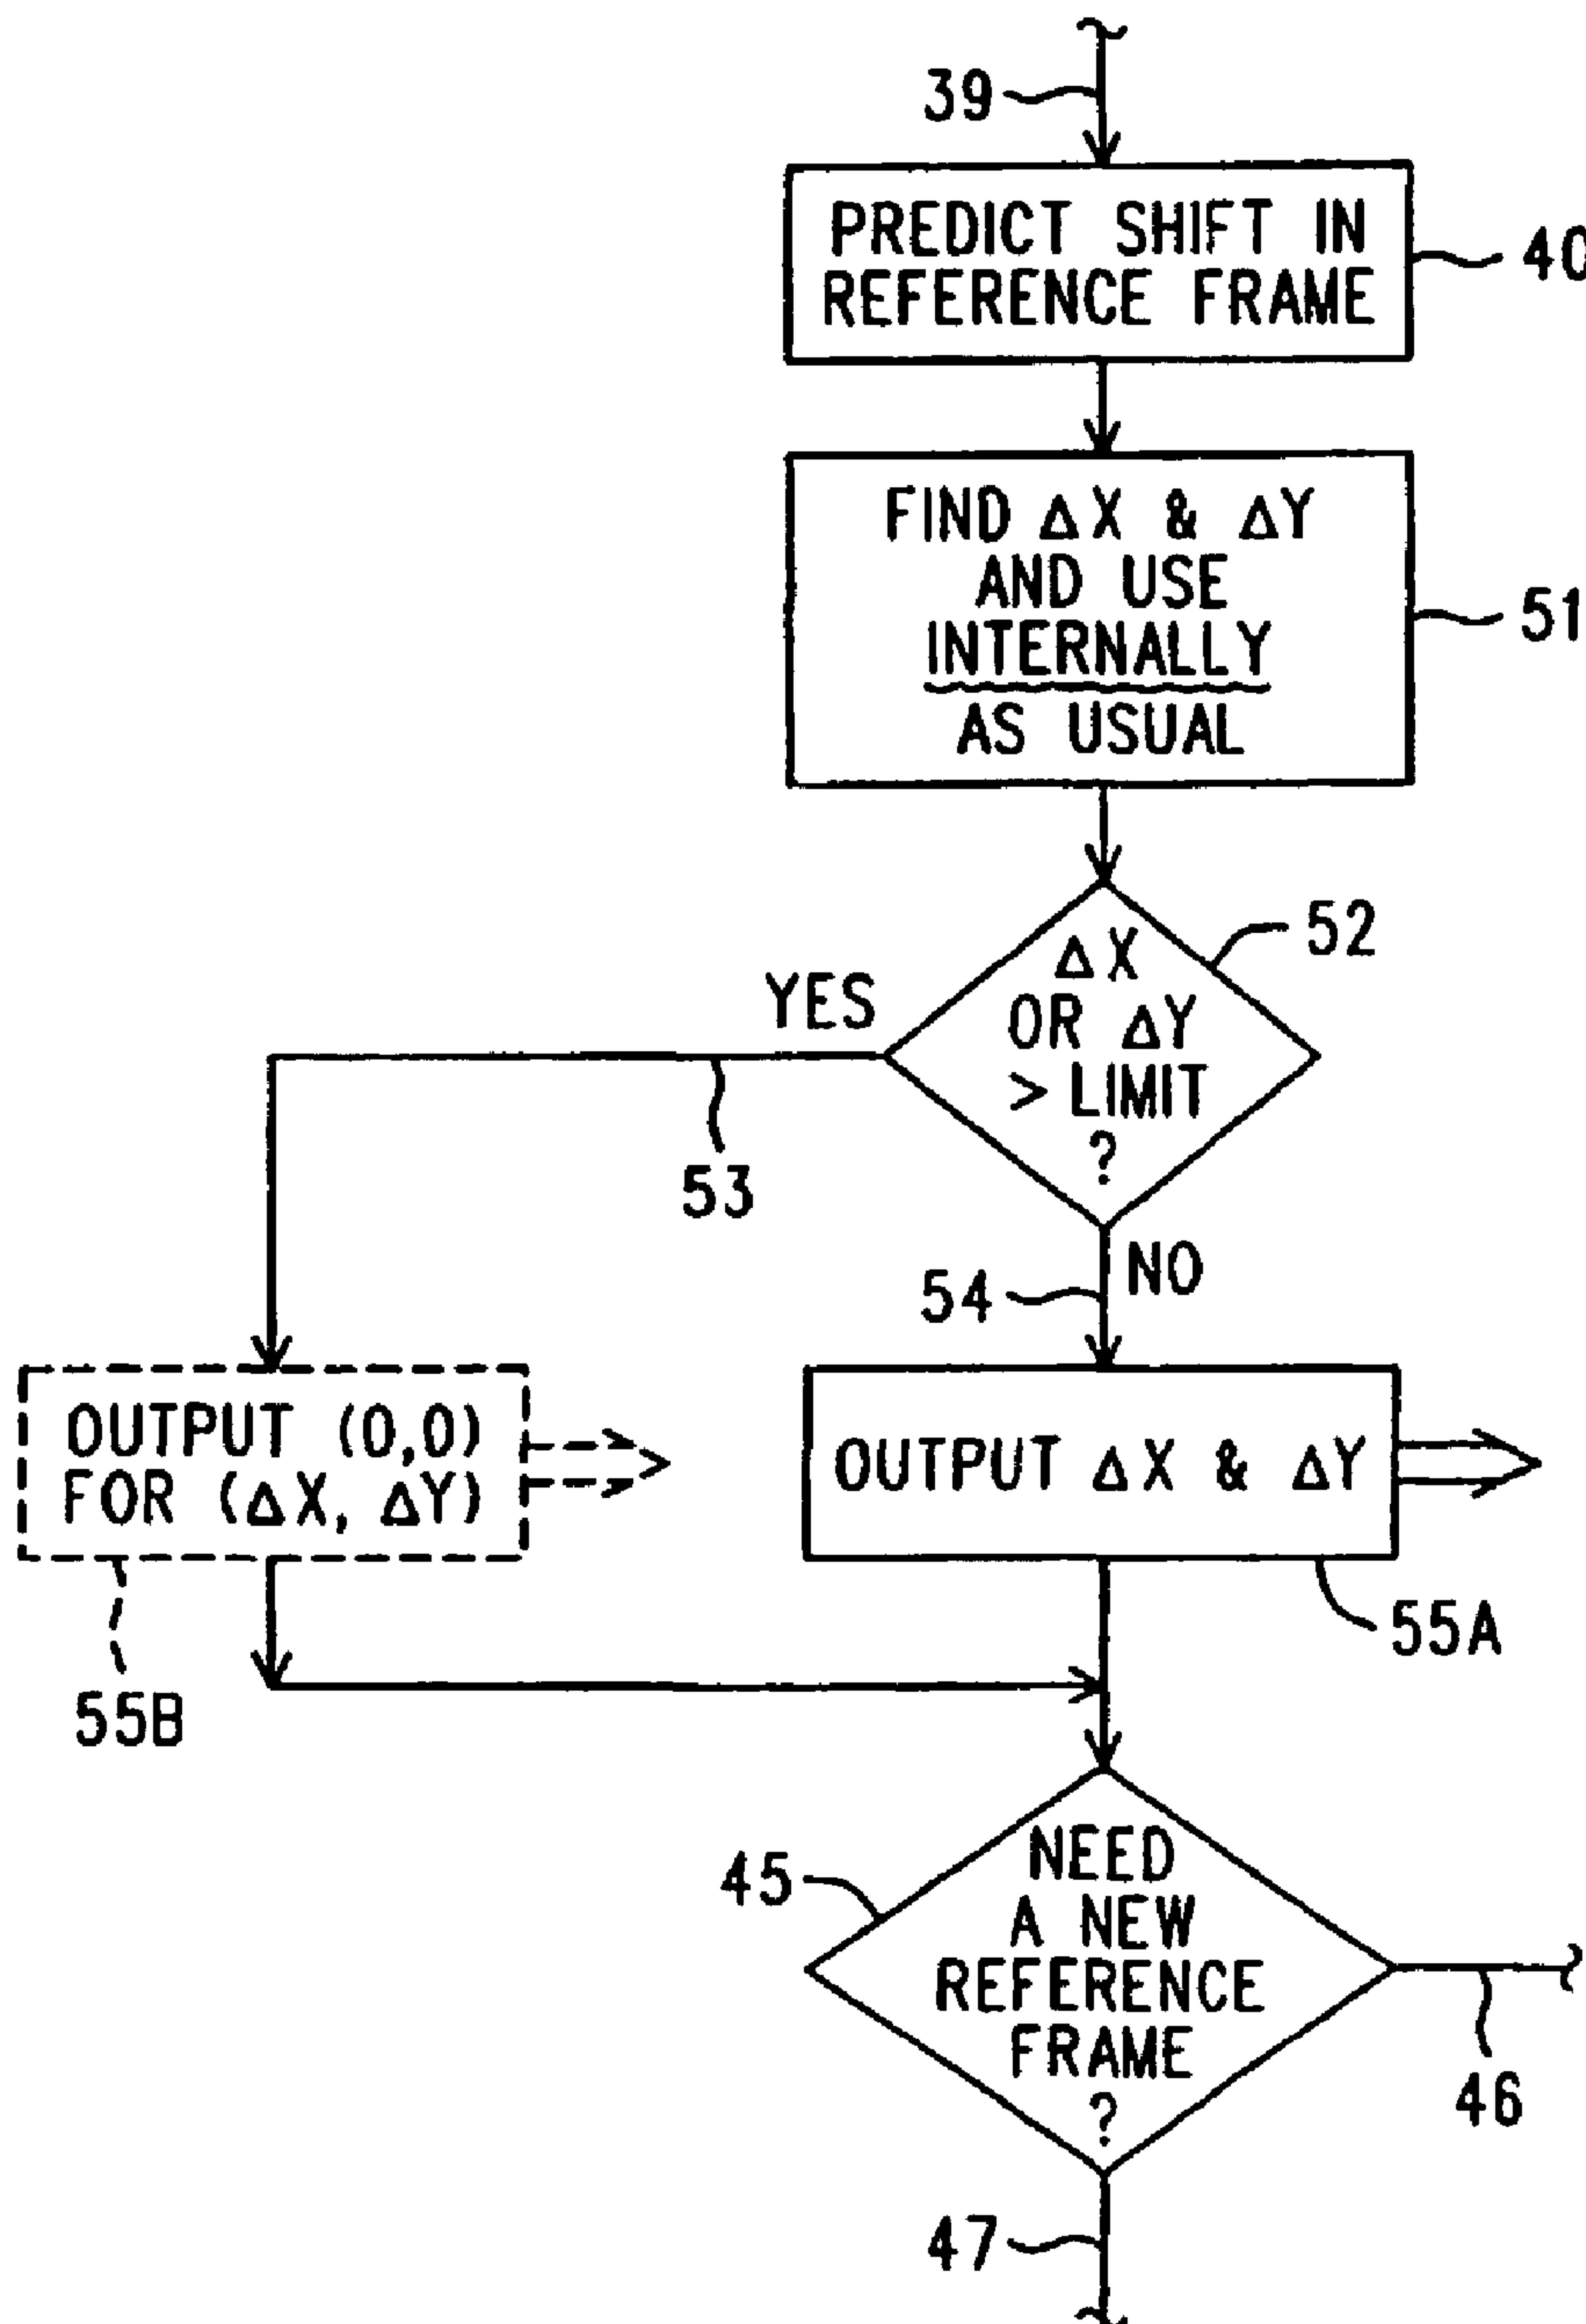 39
PREDICT SHIFT IN
REFERENCE FRAME
40
FIND ΔX & ΔY
AND USE
INTERNALLY
AS USUAL
51
ΔX
OR ΔY
> LIMIT
?
52
YES
53
54
NO
OUTPUT (0,0)
FOR (ΔX, ΔY)
OUTPUT ΔX & ΔY
55A
55B
45
NEED
A NEW
REFERENCE
FRAME
?
46
47